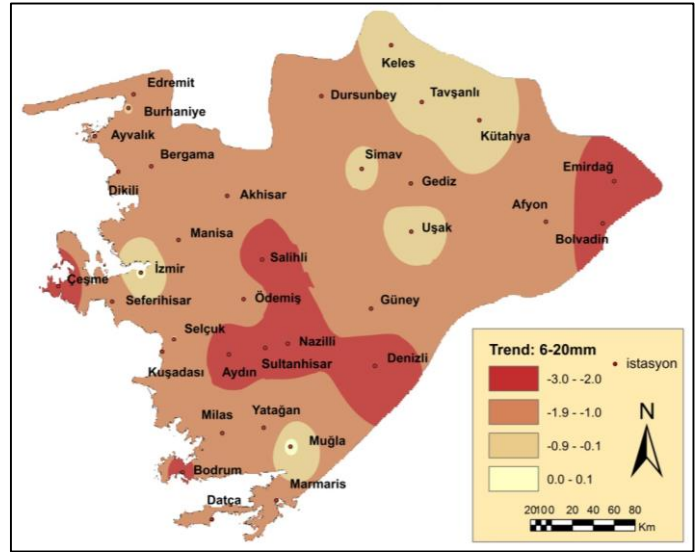 Keles
Edremit
Dursunbey
Tavşanlı
Burhaniye
Kütahya
Ayvalık
Bergama
Simav
Emirdağ
Dikili
Gediz
Akhisar
Afyon
Manisa
Uşak
Bolvadin
Salihli
İzmir
Çeşme
Seferihisar
Ödemiş
Güney
Selçuk
Nazilli
Kuşadası
Aydın
Sultanhisar
Denizli
Milas
Yatağan
Muğla
Bodrum
Marmaris
Datça
Trend: 6-20mm
istasyon
-3.0 - -2.0
-1.9 - -1.0
-0.9 - -0.1
0.0 - 0.1
N
20100 20 40 60 80
Km